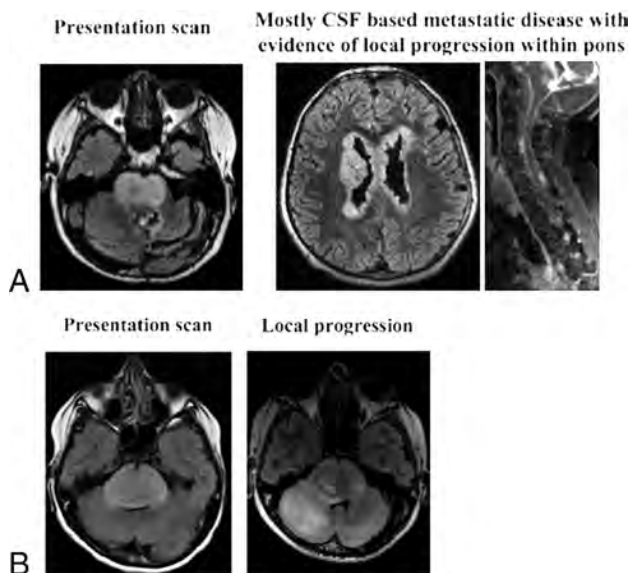 Presentation scan
Mostly CSF based metastatic disease with
evidence of local progression within pons
A
Presentation scan
Local progression
B